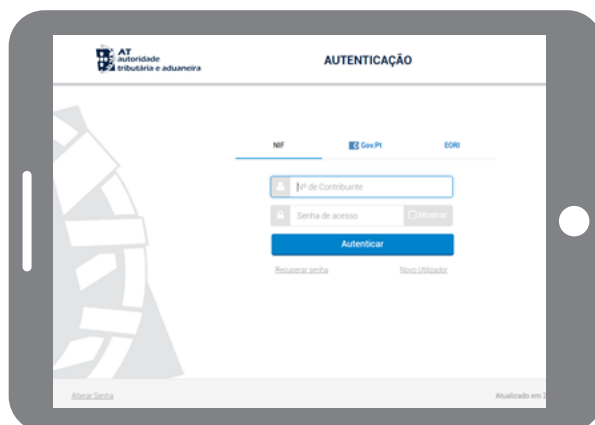 AT
autoridade
tributária e aduaneira
AUTENTICAÇÃO
NIF
Gov.Pt
EORI
Nº de Contribuinte
Senha de acesso
Mostrar
Autenticar
Recuperar senha
Novo Utilizador
Alterar Senha
Atualizado em 2